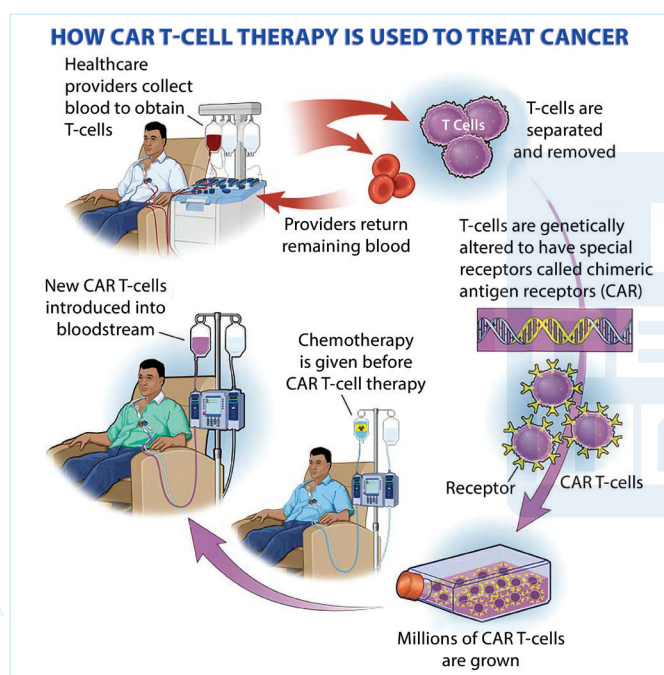 HOW CAR T-CELL THERAPY IS USED TO TREAT CANCER
Healthcare
providers collect
blood to obtain
T-cells
T Cells
T-cells are
separated
and removed
Providers return
remaining blood
T-cells are genetically
altered to have special
receptors called chimeric
antigen receptors (CAR)
Receptor
CAR T-cells
Millions of CAR T-cells
are grown
Chemotherapy
is given before
CAR T-cell therapy
New CAR T-cells
introduced into
bloodstream